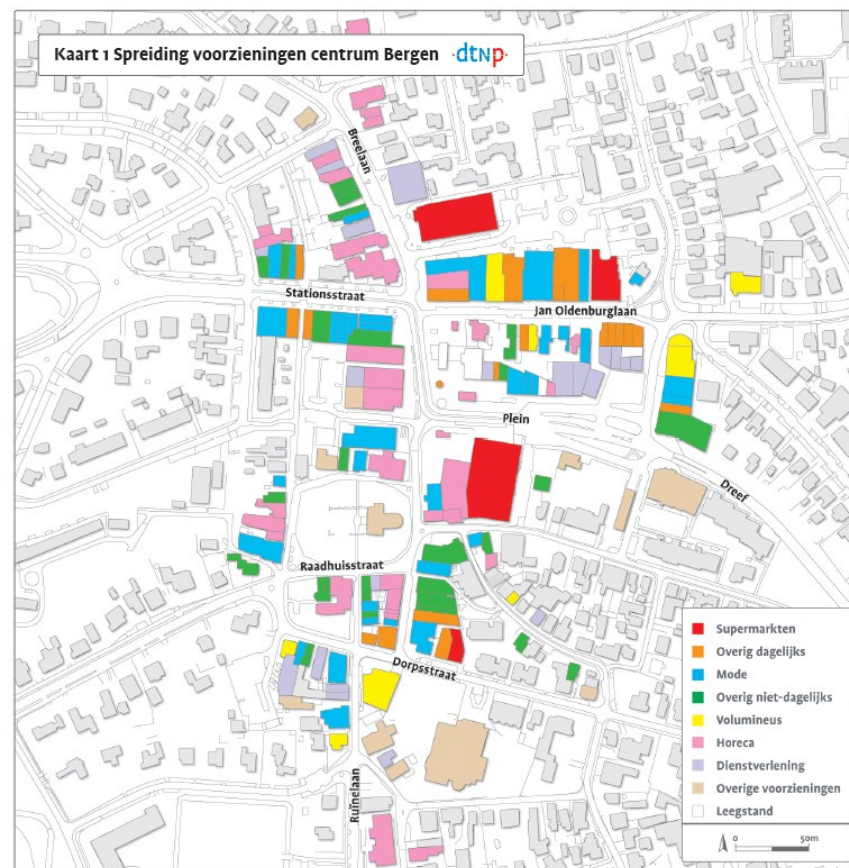 Kaart 1 Spreiding voorzieningen centrum Bergen ·dtNp·
Breelaan
Stationsstraat
Jan Oldenburglaan
Plein
Dreef
Raadhuisstraat
Dorpsstraat
Ruïnelaan
Supermarkten
Overig dagelijks
Mode
Overig niet-dagelijks
Volumineus
Horeca
Dienstverlening
Overige voorzieningen
Leegstand
0 50m